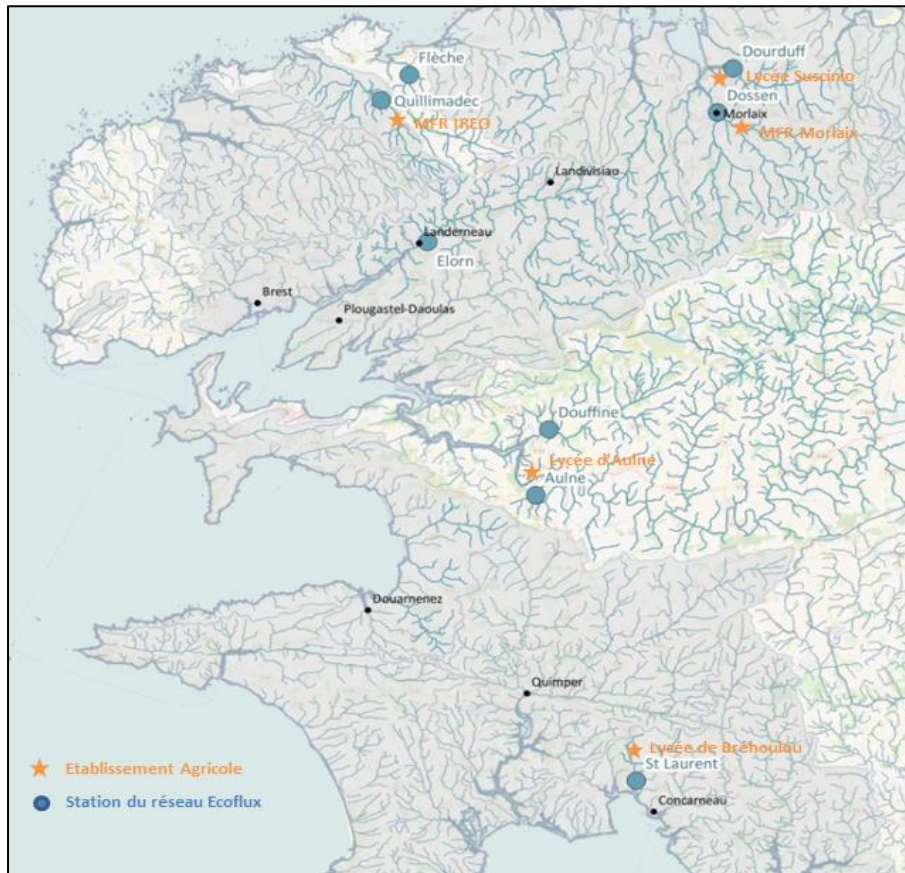 Flèche
Dourduff
Lycée Suscinio
Quillimadec
Dossen
Morlaix
MFR IREO
MFR Morlaix
Landivisiau
Landerneau
Elorn
Brest
Plougastel-Daoulas
Douffine
Lycée d'Aulne
Aulne
Douarnenez
Quimper
Lycée de Bréhoulou
St Laurent
Etablissement Agricole
Station du réseau Ecoflux
Concarneau